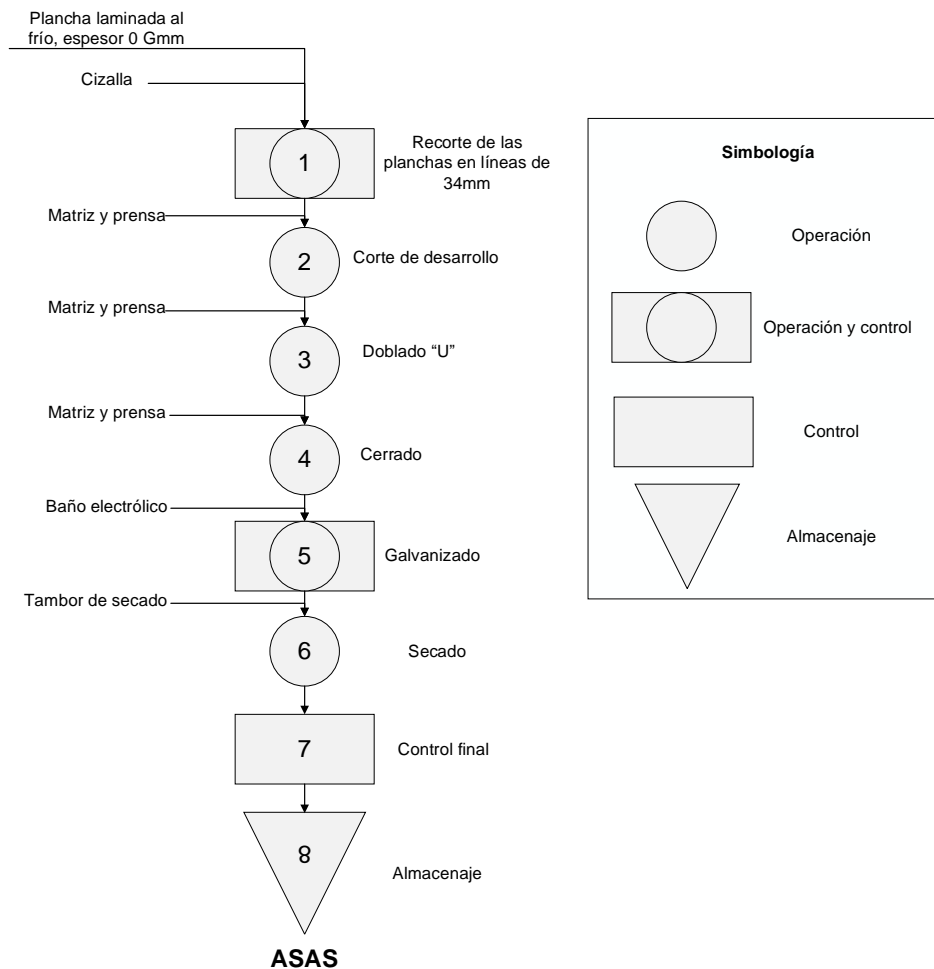 Plancha laminada al
frío, espesor 0 Gmm
Cizalla
1
Recorte de las
planchas en líneas de
34mm
Matriz y prensa
2
Corte de desarrollo
Matriz y prensa
3
Doblado “U”
Matriz y prensa
4
Cerrado
Baño electrólico
5
Galvanizado
Tambor de secado
6
Secado
7
Control final
8
Almacenaje
ASAS
Simbología
Operación
Operación y control
Control
Almacenaje